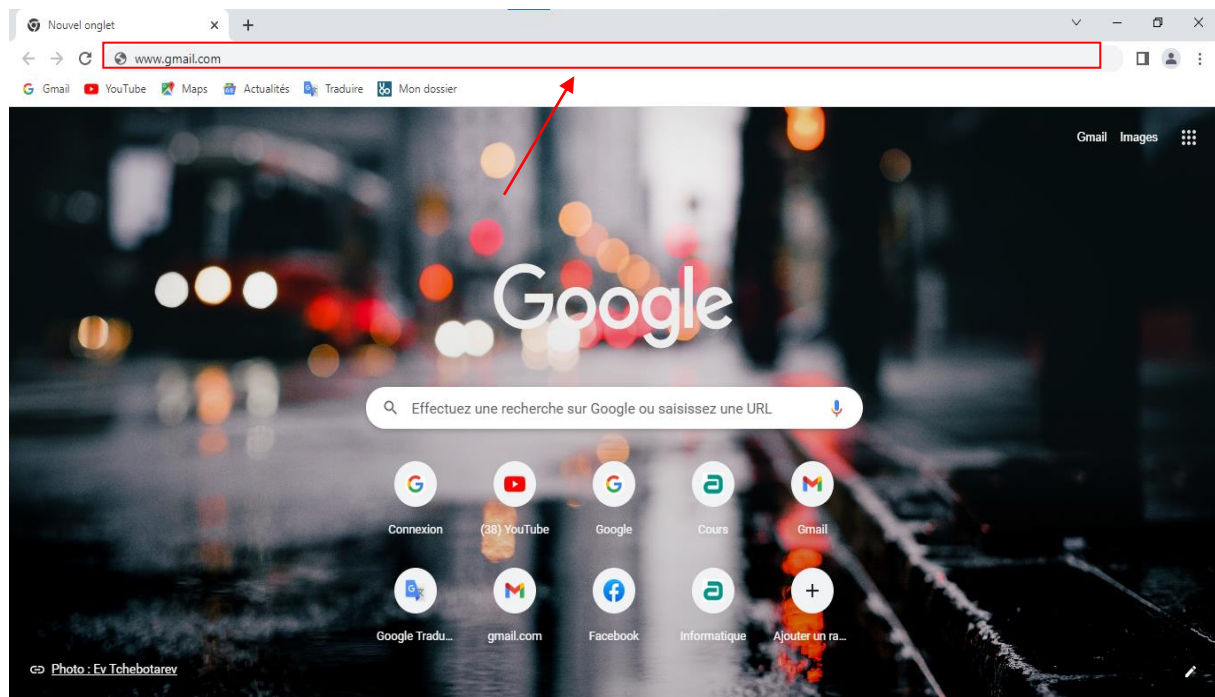 Nouvel onglet
www.gmail.com
Gmail YouTube Maps Actualités Traduire Mon dossier
Gmail Images
Google
Effectuez une recherche sur Google ou saisissez une URL
Connexion (38) YouTube Google Cours Gmail
Google Tradu... gmail.com Facebook Informatique Ajouter un ra...
Photo : Ev Tchebotarev